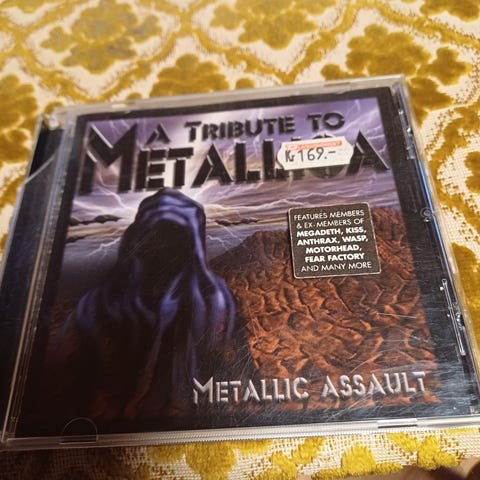 A TRIBUTE TO
METALLICA
Kr 169.-
FEATURES MEMBERS
& EX-MEMBERS OF
MEGADETH, KISS,
ANTHRAX, WASP,
MOTORHEAD,
FEAR FACTORY
AND MANY MORE
METALLIC ASSAULT